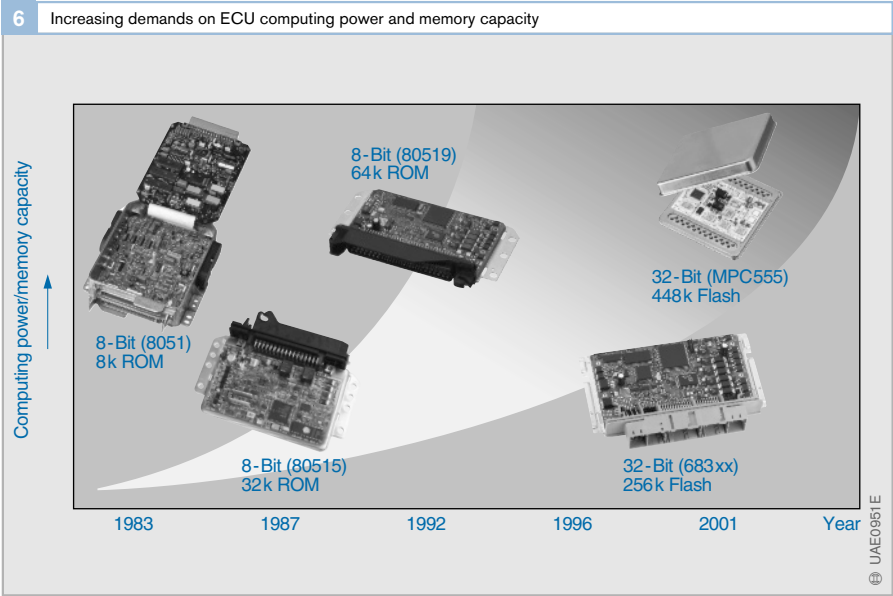 6
Increasing demands on ECU computing power and memory capacity
Computing power/memory capacity
8-Bit (8051)
8k ROM
8-Bit (80515)
32k ROM
8-Bit (80519)
64k ROM
32-Bit (683xx)
256k Flash
32-Bit (MPC555)
448k Flash
1983
1987
1992
1996
2001
Year
UAE0951E